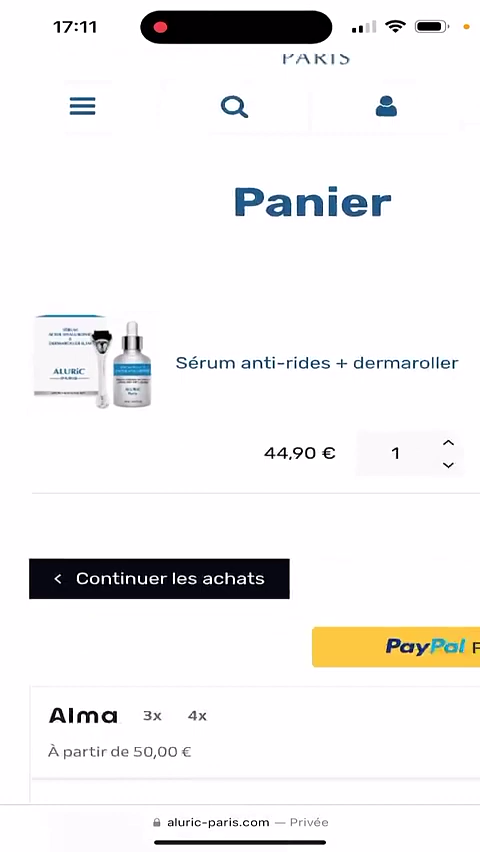 17:11
PARIS
Panier
ALURIC
Sérum anti-rides + dermaroller
44,90 €
1
Continuer les achats
PayPal
Alma 3x 4x
À partir de 50,00 €
aluric-paris.com — Privée